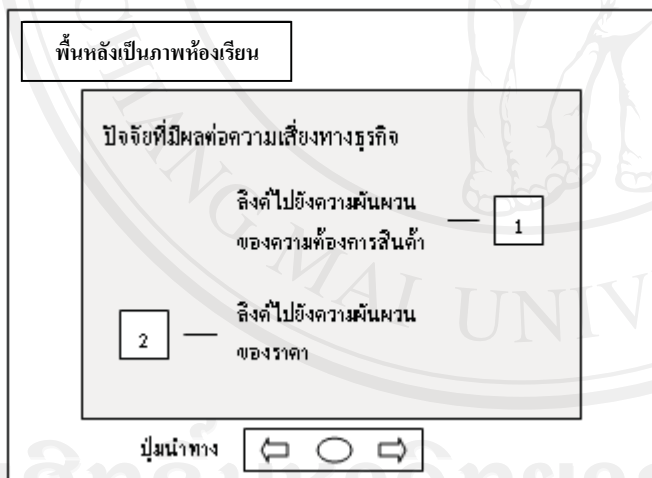 พื้นหลังเป็นภาพห้องเรียน
ปัจจัยที่มีผลต่อความเสี่ยงทางธุรกิจ
ลิงค์ไปยังความผันผวน
ของความต้องการสินค้า
1
ลิงค์ไปยังความผันผวน
ของราคา
2
ปุ่มนำทาง
CHIANG MAI UNIV